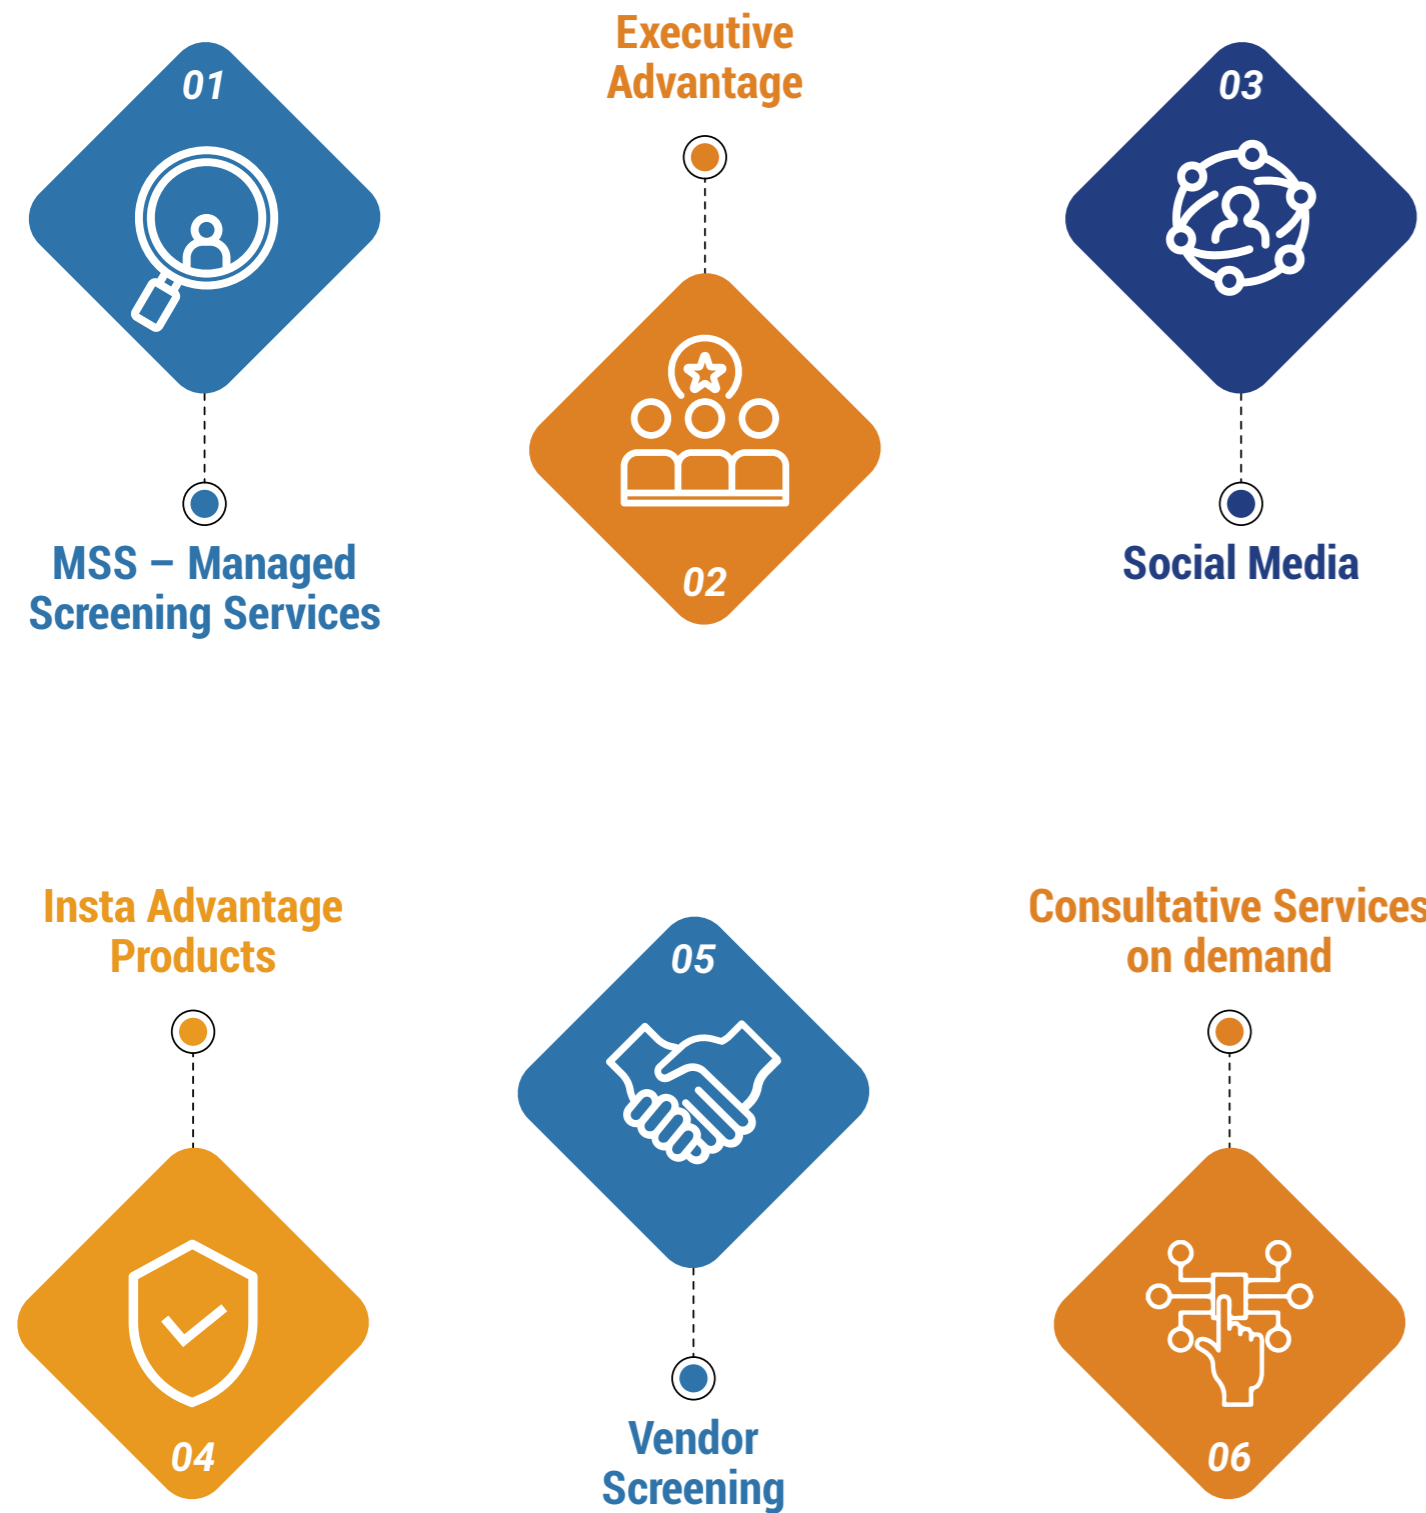 01
MSS – Managed
Screening Services
Executive
Advantage
02
03
Social Media
Insta Advantage
Products
04
05
Vendor
Screening
Consultative Services
on demand
06